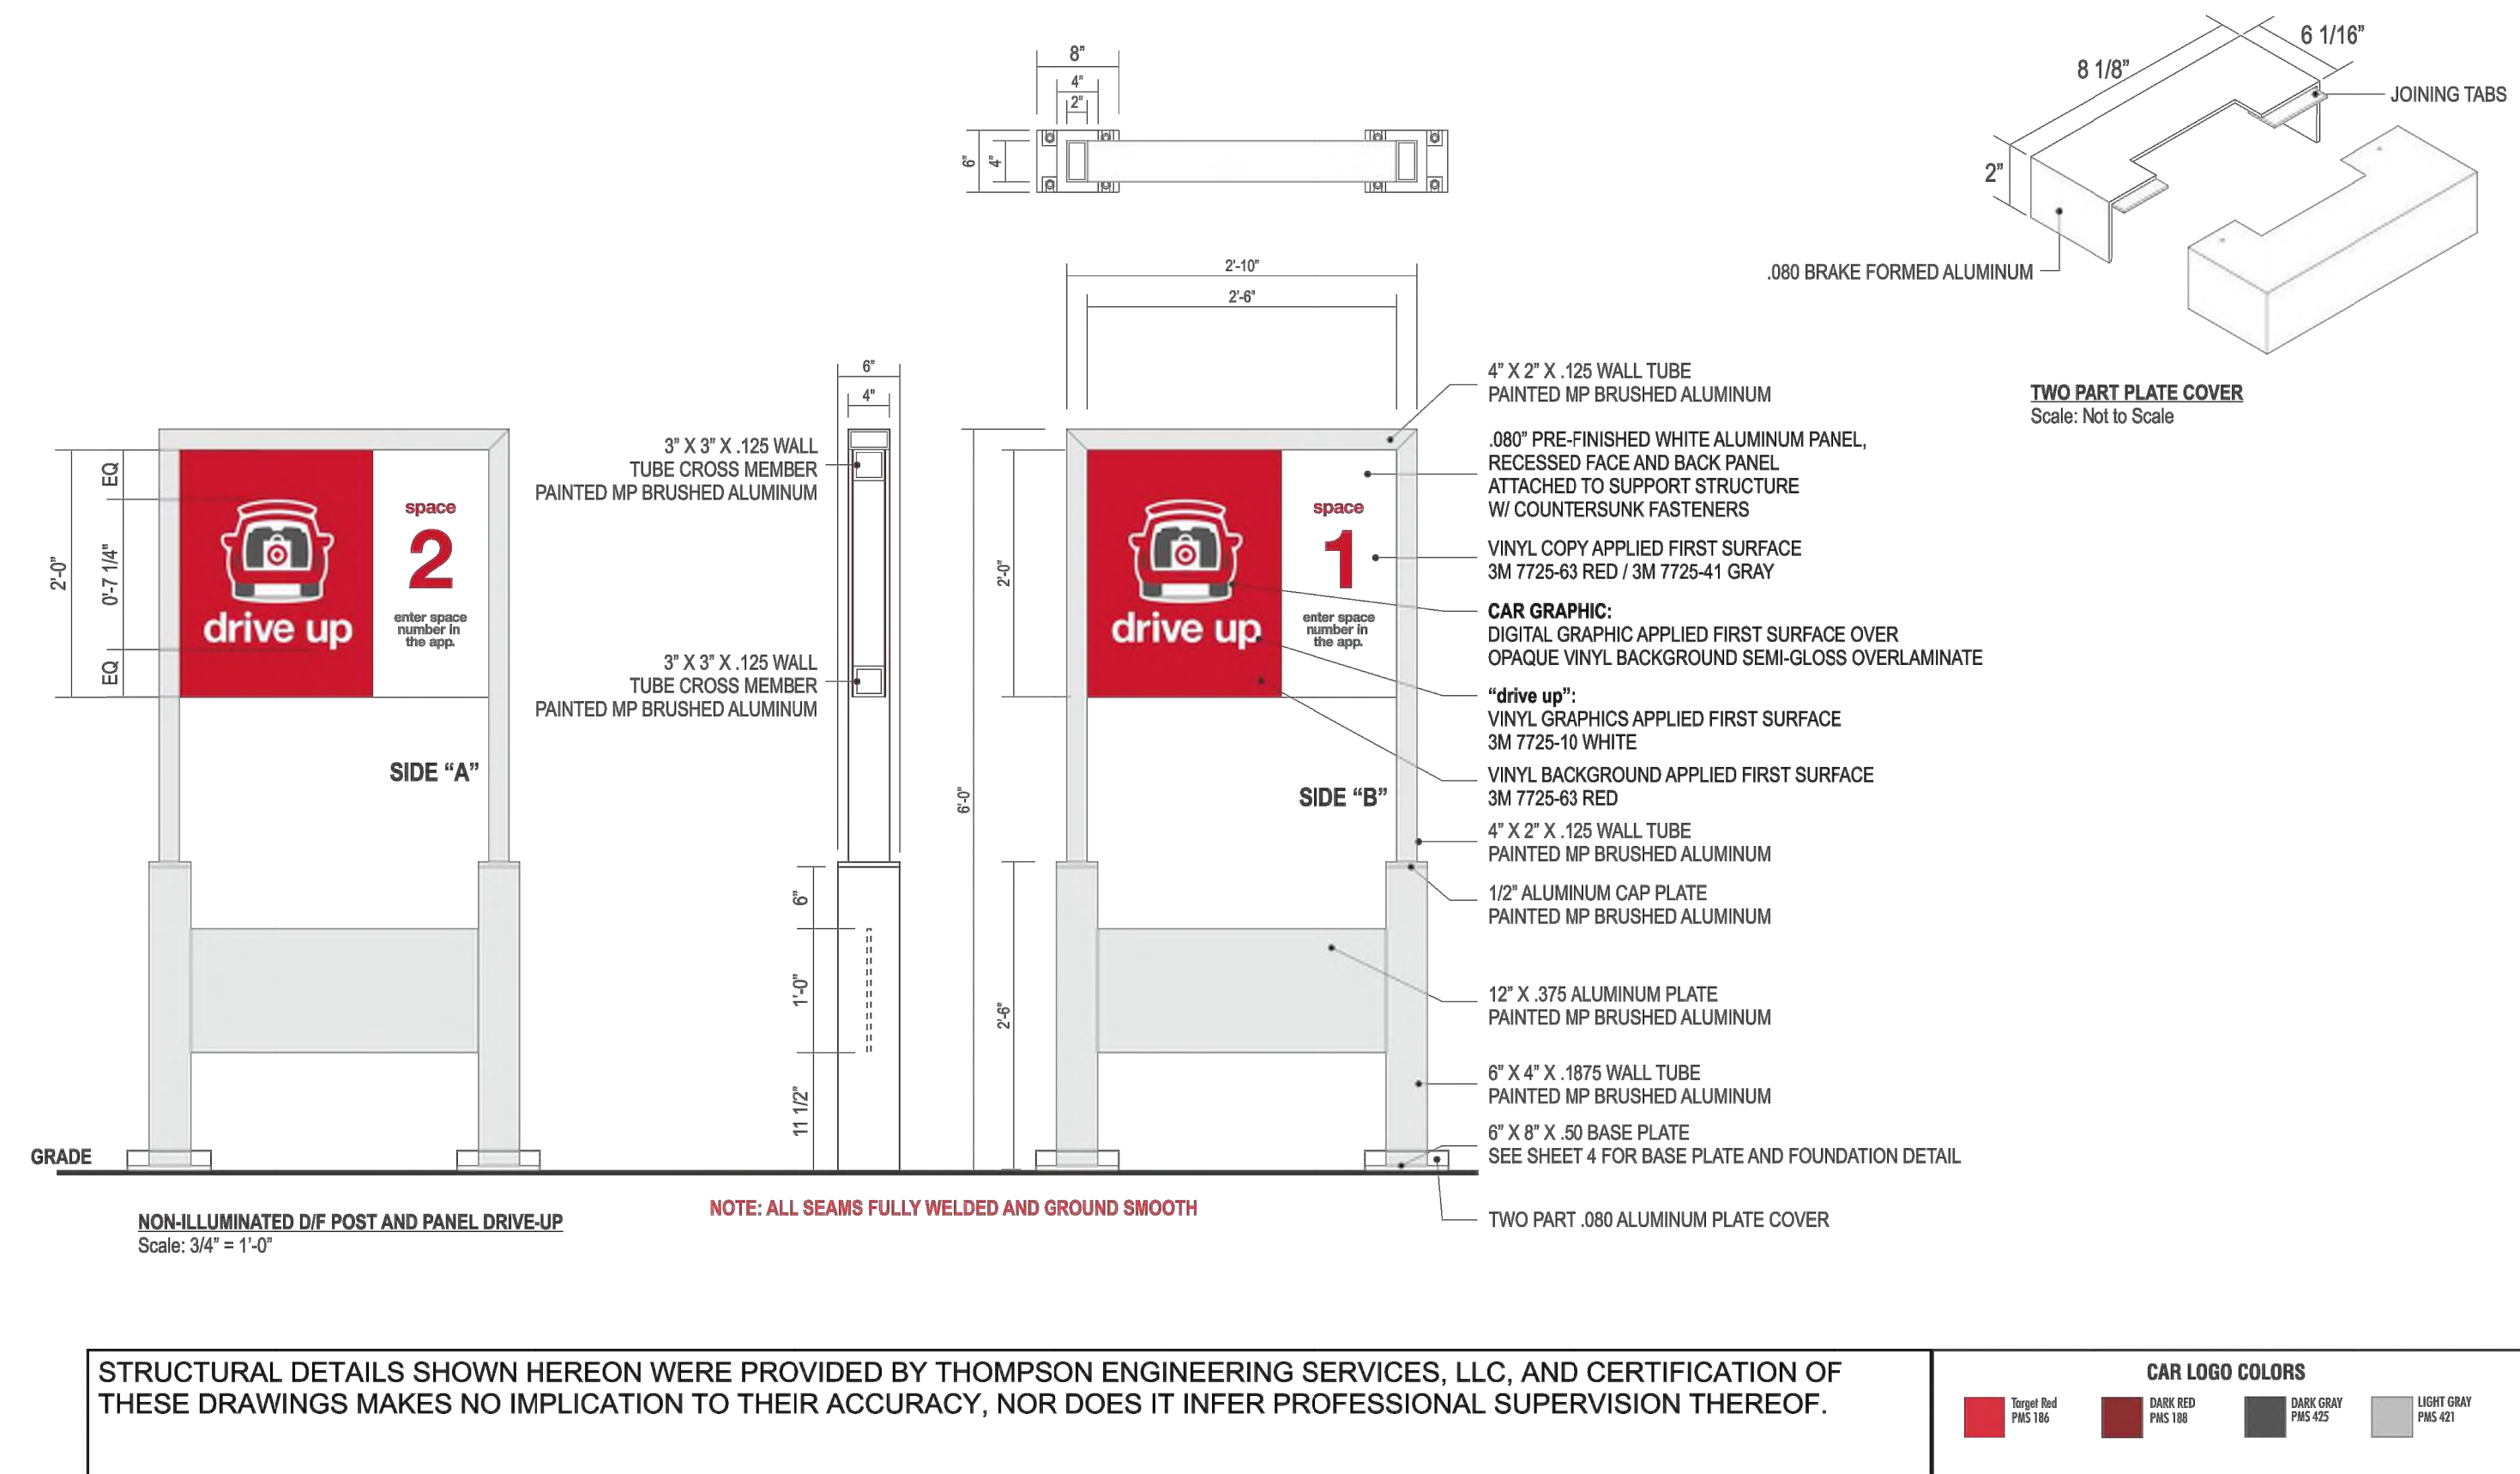 8”
4”
2”
6”
4”
6 1/16”
8 1/8”
JOINING TABS
2”
.080 BRAKE FORMED ALUMINUM
TWO PART PLATE COVER
Scale: Not to Scale
2'-10”
2'-6”
6”
4”
3” X 3” X .125 WALL
TUBE CROSS MEMBER
PAINTED MP BRUSHED ALUMINUM
3” X 3” X .125 WALL
TUBE CROSS MEMBER
PAINTED MP BRUSHED ALUMINUM
EQ
0'-7 1/4"
EQ
2'-0”
drive up
space
2
enter space
number in
the app.
SIDE “A”
GRADE
6”
1'-0”
11 1/2”
2'-0”
6'-0”
2'-6”
drive up
space
1
enter space
number in
the app.
SIDE “B”
4” X 2” X .125 WALL TUBE
PAINTED MP BRUSHED ALUMINUM
.080” PRE-FINISHED WHITE ALUMINUM PANEL,
RECESSED FACE AND BACK PANEL
ATTACHED TO SUPPORT STRUCTURE
W/ COUNTERSUNK FASTENERS
VINYL COPY APPLIED FIRST SURFACE
3M 7725-63 RED / 3M 7725-41 GRAY
CAR GRAPHIC:
DIGITAL GRAPHIC APPLIED FIRST SURFACE OVER
OPAQUE VINYL BACKGROUND SEMI-GLOSS OVERLAMINATE
“drive up”:
VINYL GRAPHICS APPLIED FIRST SURFACE
3M 7725-10 WHITE
VINYL BACKGROUND APPLIED FIRST SURFACE
3M 7725-63 RED
4” X 2” X .125 WALL TUBE
PAINTED MP BRUSHED ALUMINUM
1/2” ALUMINUM CAP PLATE
PAINTED MP BRUSHED ALUMINUM
12” X .375 ALUMINUM PLATE
PAINTED MP BRUSHED ALUMINUM
6” X 4” X .1875 WALL TUBE
PAINTED MP BRUSHED ALUMINUM
6” X 8” X .50 BASE PLATE
SEE SHEET 4 FOR BASE PLATE AND FOUNDATION DETAIL
TWO PART .080 ALUMINUM PLATE COVER
NOTE: ALL SEAMS FULLY WELDED AND GROUND SMOOTH
NON-ILLUMINATED D/F POST AND PANEL DRIVE-UP
Scale: 3/4” = 1'-0”
STRUCTURAL DETAILS SHOWN HEREON WERE PROVIDED BY THOMPSON ENGINEERING SERVICES, LLC, AND CERTIFICATION OF
THESE DRAWINGS MAKES NO IMPLICATION TO THEIR ACCURACY, NOR DOES IT INFER PROFESSIONAL SUPERVISION THEREOF.
CAR LOGO COLORS
Target Red
PMS 186
DARK RED
PMS 188
DARK GRAY
PMS 425
LIGHT GRAY
PMS 421